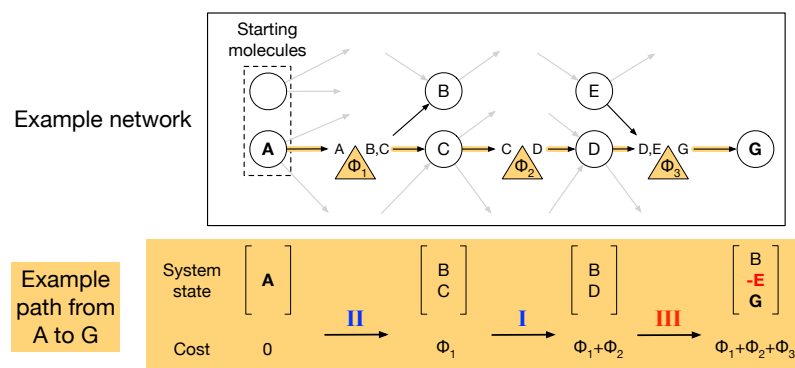 Starting
molecules
Example network
B
E
A
A B,C
Φ1
C
C D
Φ2
D
D,E G
Φ3
G
Example
path from
A to G
System
state
A
B
C
B
D
B
-E
G
II
I
III
Cost
0
Φ1
Φ1+Φ2
Φ1+Φ2+Φ3